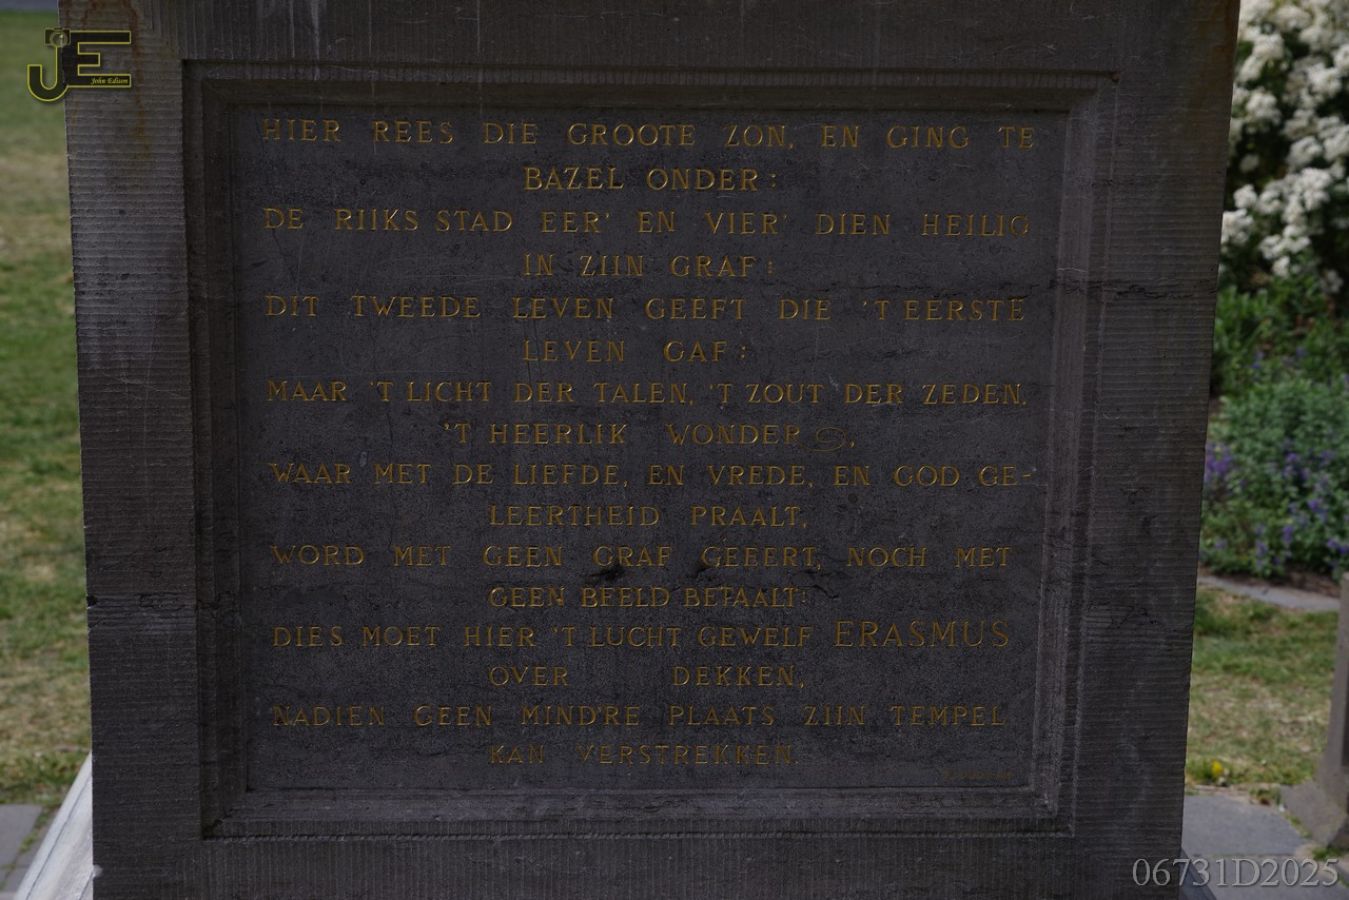 JE
John Edison
HIER REES DIE GROOTE ZON, EN GING TE
BAZEL ONDER:
DE RIJKS STAD EER' EN VIER' DIEN HEILIG
IN ZIJN GRAF:
DIT TWEEDE LEVEN GEEFT DIE 'T EERSTE
LEVEN GAF:
MAAR 'T LICHT DER TALEN, 'T ZOUT DER ZEDEN,
'T HEERLIK WONDER,
WAAR MET DE LIEFDE, EN VREDE, EN GOD GE-
LEERTHEID PRAALT,
WORD MET GEEN GRAF GEEERT, NOCH MET
GEEN BEELD BETAALT:
DIES MOET HIER 'T LUCHT GEWELF ERASMUS
OVER DEKKEN,
NADIEN GEEN MIND'RE PLAATS ZIJN TEMPEL
KAN VERSTREKKEN.
06731D2025